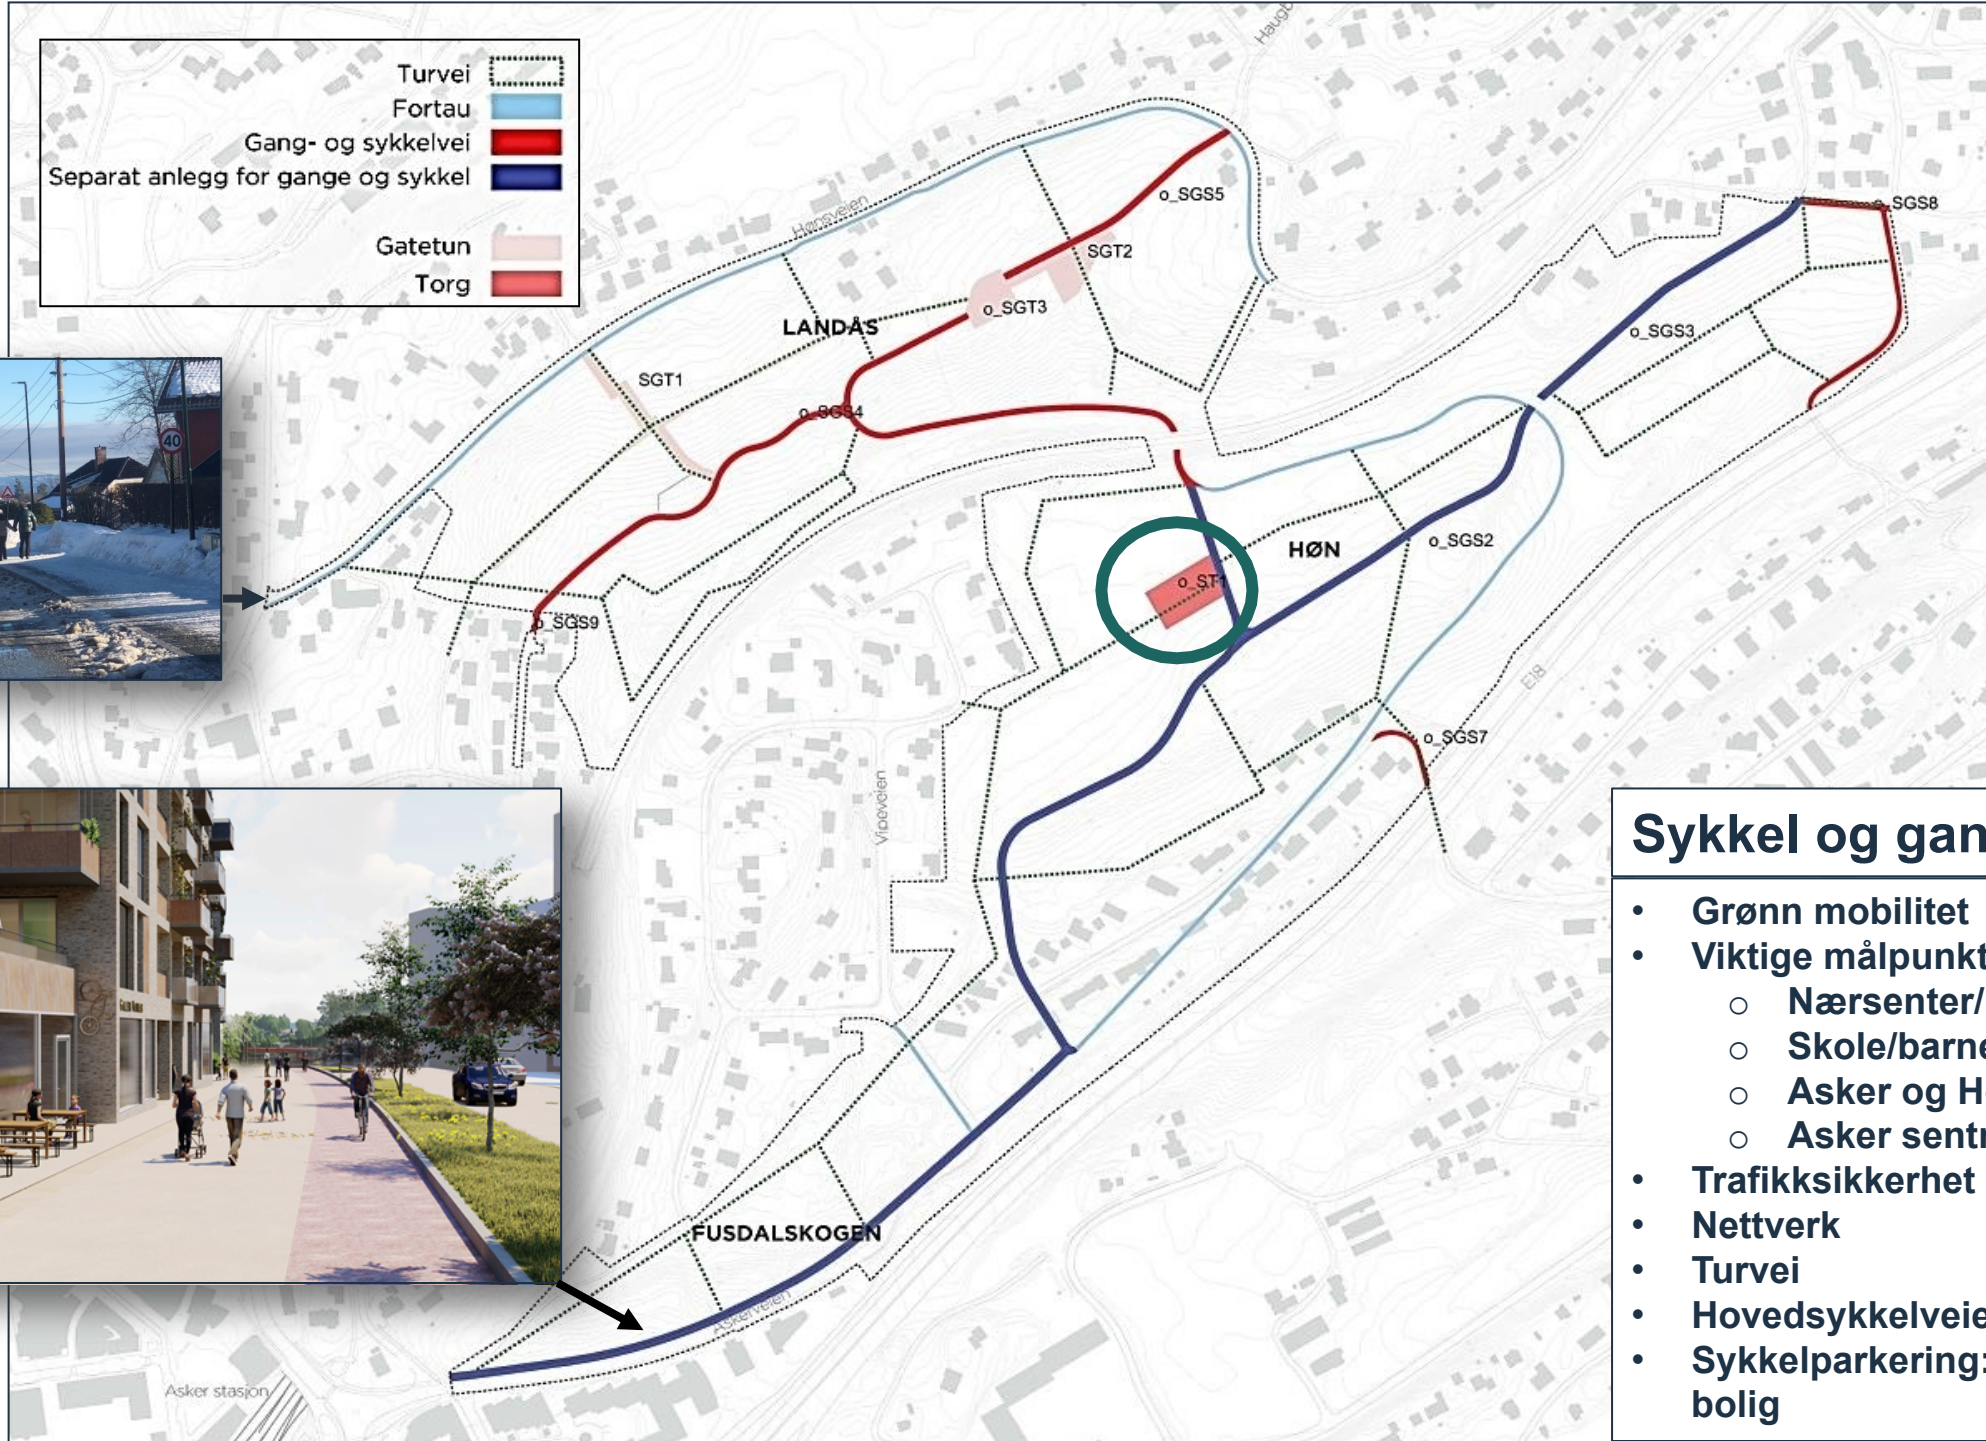 Turvei
Fortau
Gang- og sykkelvei
Separat anlegg for gange og sykkel
Gatetun
Torg
Hønsveien
o_SGS5
SGT2
o_SGT3
LANDÅS
SGT1
o_SGS4
o_SGS8
o_SGS3
40
o_ST1
HØN
o_SGS2
o_SGS9
E18
o_SGS7
Vipeveien
FUSDALSKOGEN
Askerveien
Asker stasjon
Sykkel og gan
• Grønn mobilitet
• Viktige målpunkt
o Nærsenter/
o Skole/barne
o Asker og H
o Asker sentr
• Trafikksikkerhet
• Nettverk
• Turvei
• Hovedsykkelveie
• Sykkelparkering:
bolig